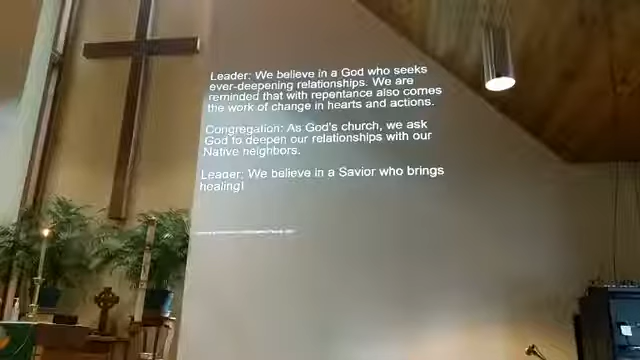 Leader: We believe in a God who seeks
ever-deepening relationships. We are
reminded that with repentance also comes
the work of change in hearts and actions.
Congregation: As God's church, we ask
God to deepen our relationships with our
Native neighbors.
Leader: We believe in a Savior who brings
healing!